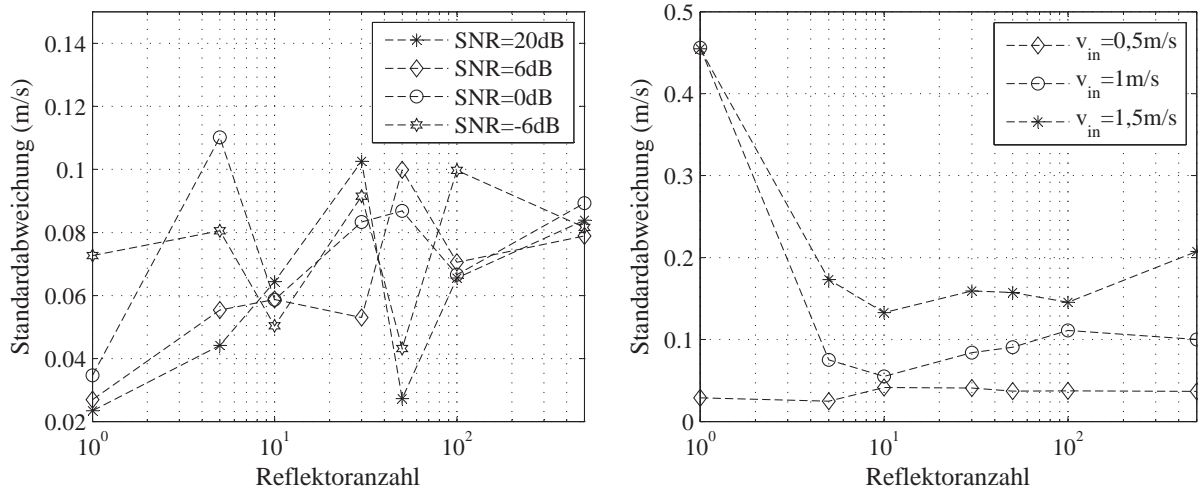 0.14
0.12
0.1
0.08
0.06
0.04
0.02
Standardabweichung (m/s)
10^0
10^1
10^2
Reflektoranzahl
SNR=20dB
SNR=6dB
SNR=0dB
SNR=-6dB
0.5
0.4
0.3
0.2
0.1
0
Standardabweichung (m/s)
10^0
10^1
10^2
Reflektoranzahl
v_in=0,5m/s
v_in=1m/s
v_in=1,5m/s